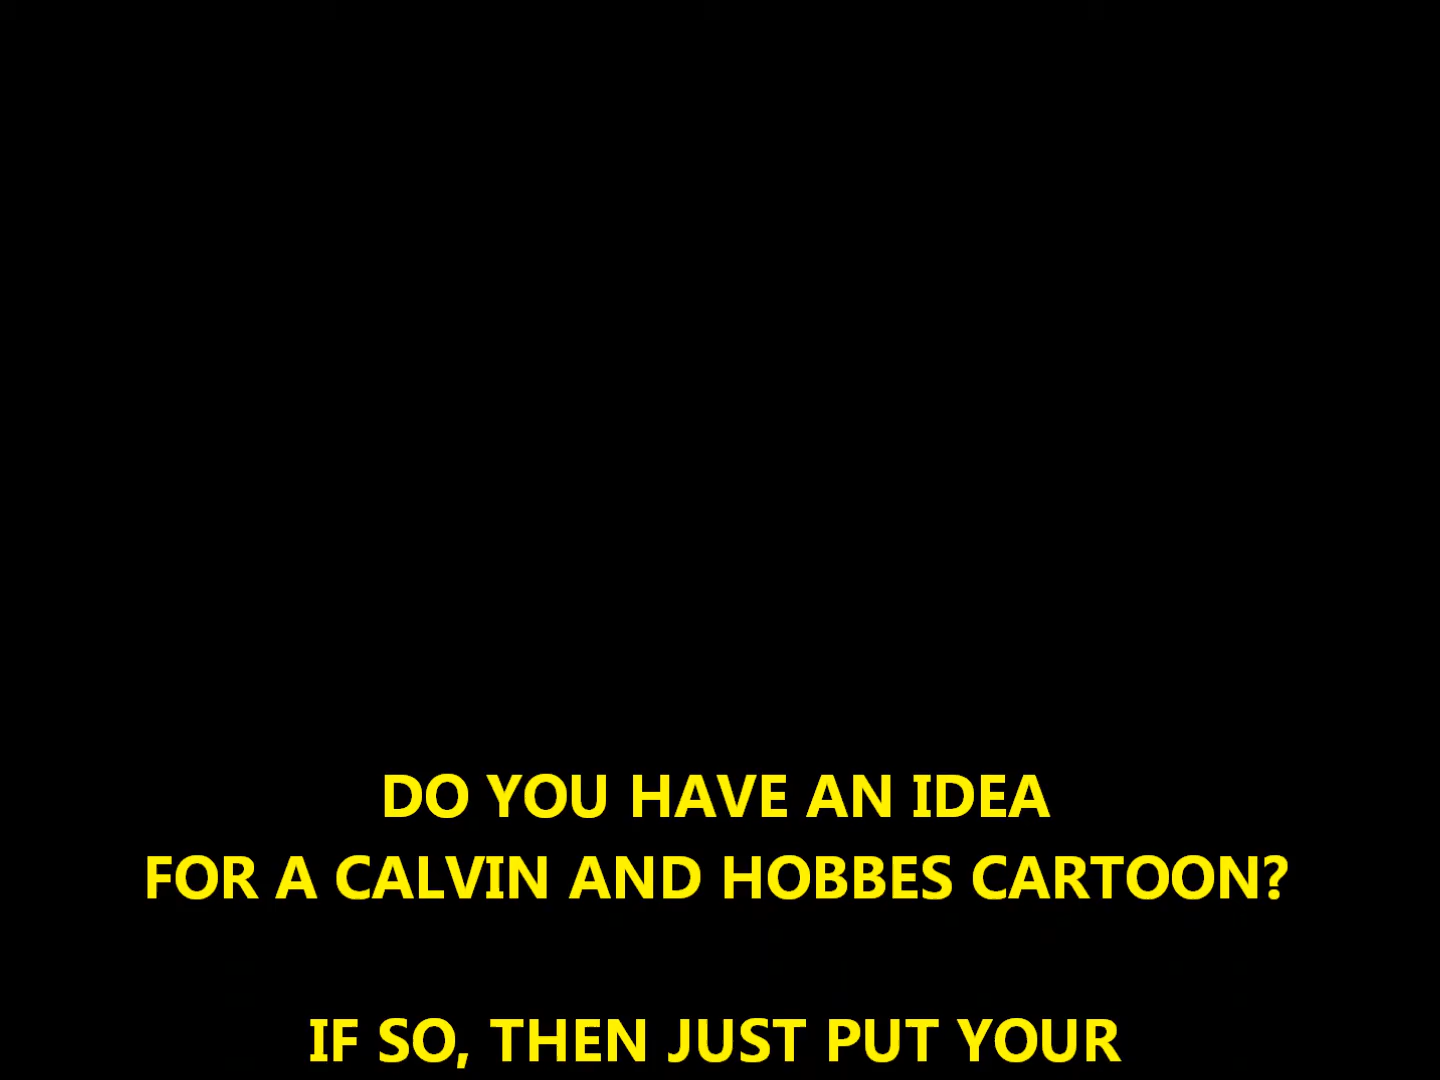 DO YOU HAVE AN IDEA
FOR A CALVIN AND HOBBES CARTOON?
IF SO, THEN JUST PUT YOUR